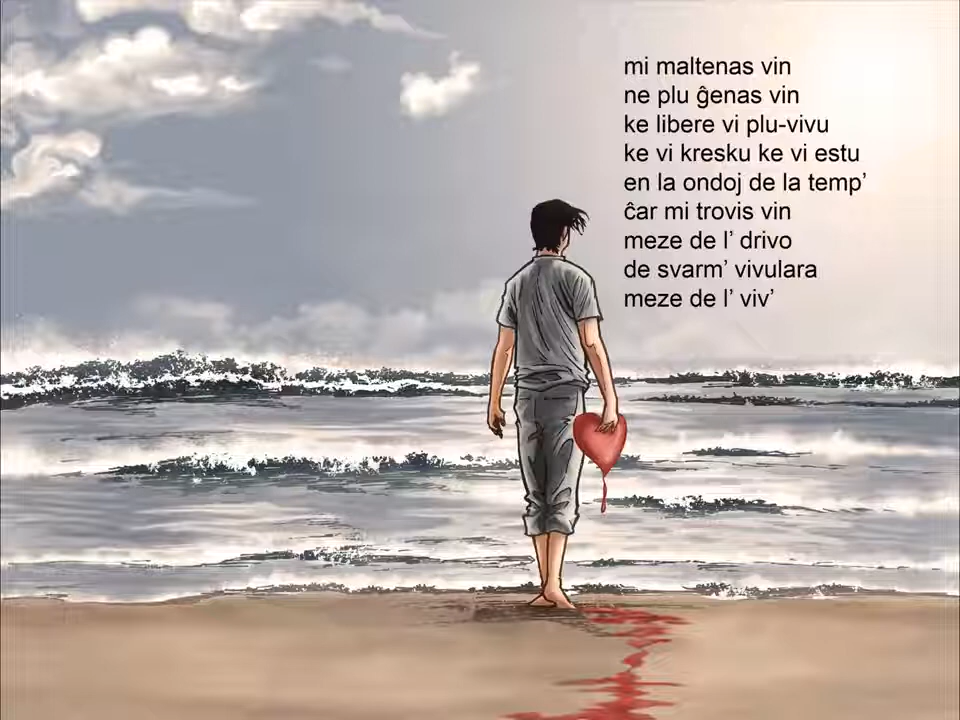 mi maltenas vin
ne plu ĝenas vin
ke libere vi plu-vivu
ke vi kresku ke vi estu
en la ondoj de la temp’
ĉar mi trovis vin
meze de l’ drivo
de svarm’ vivulara
meze de l’ viv’